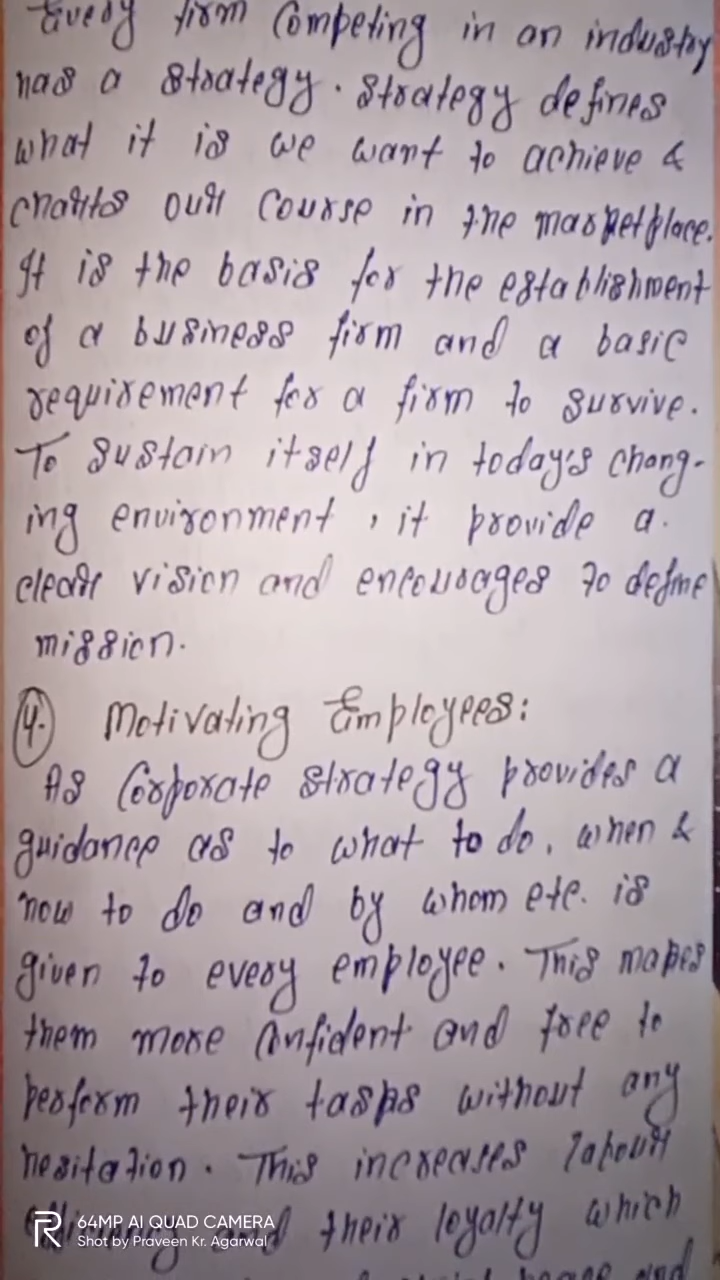 Every firm competing in an industry
has a strategy. Strategy defines
what it is we want to achieve &
charts our course in the marketplace.
It is the basis for the establishment
of a business firm and a basic
requirement for a firm to survive.
To sustain itself in today's chang-
ing environment, it provide a
clear vision and encourages to define
mission.
4. Motivating Employees:
As Corporate strategy provides a
guidance as to what to do, when &
how to do and by whom etc. is
given to every employee. This makes
them more confident and free to
perform their tasks without any
hesitation. This increases labour
and their loyalty which
and
64MP AI QUAD CAMERA
Shot by Praveen Kr. Agarwal